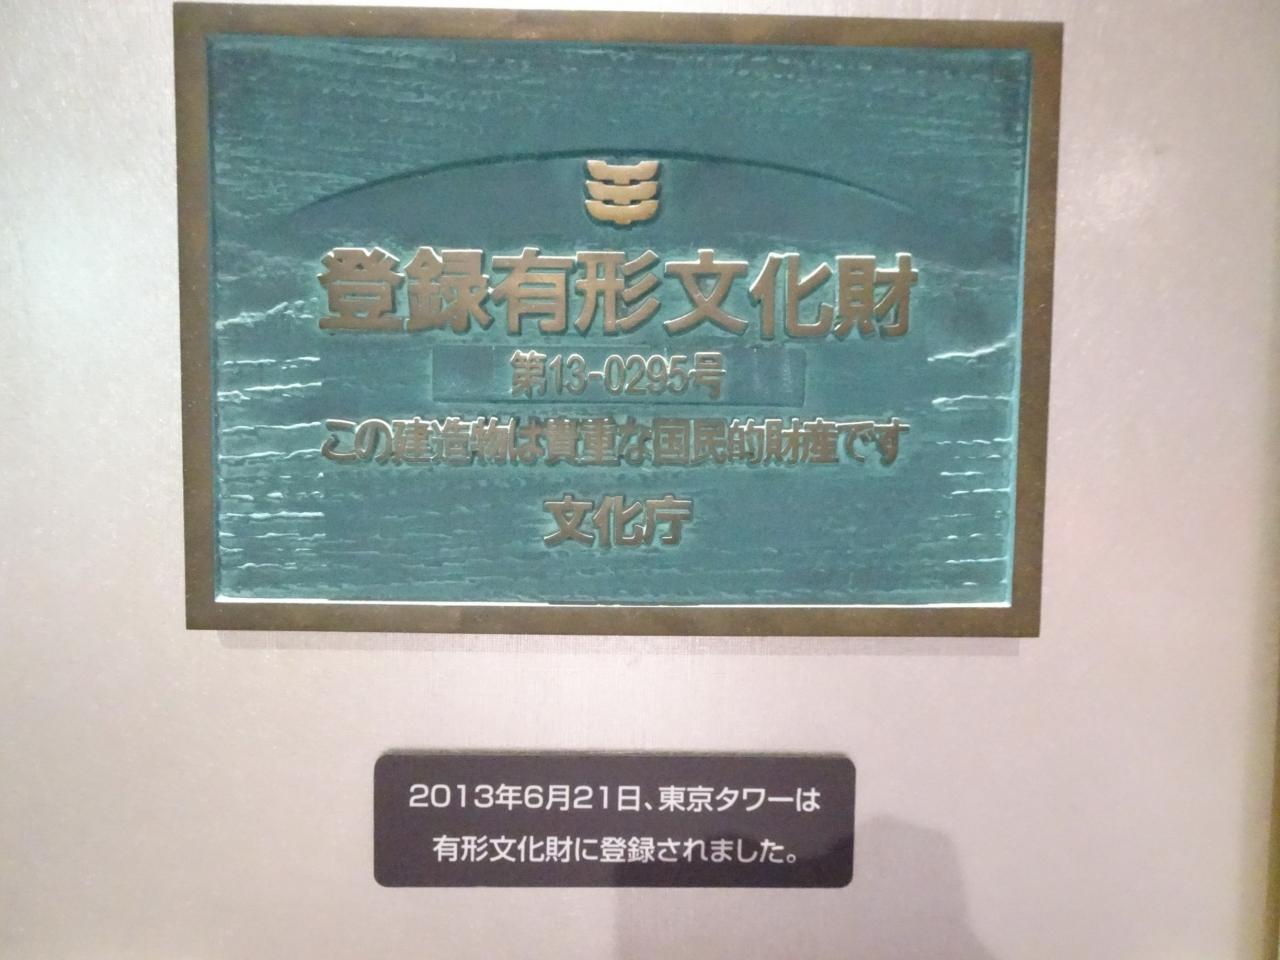 登録有形文化財
第13-0295号
この建造物は貴重な国民的財産です
文化庁
2013年6月21日、東京タワーは
有形文化財に登録されました。